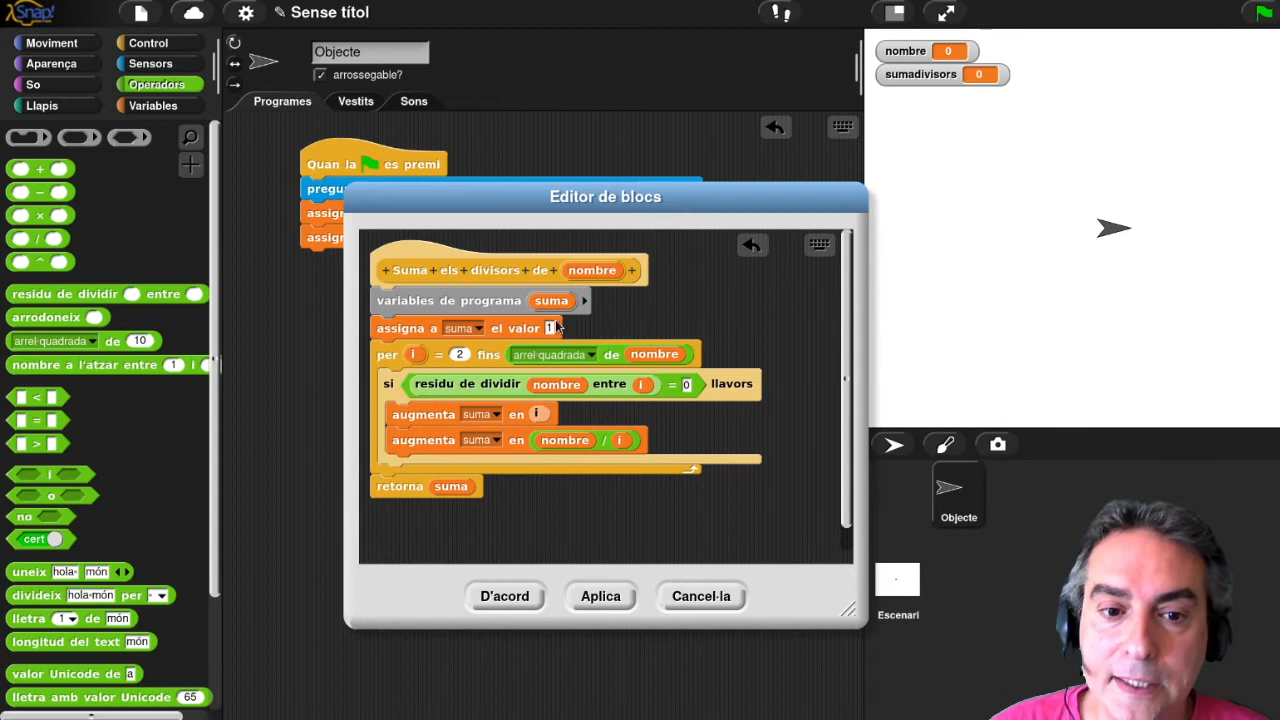 Snap!
✎ Sense títol
Moviment
Control
Aparença
Sensors
So
Operadors
Llapis
Variables
Objecte
arrossegable?
Programes
Vestits
Sons
+
−
×
/
^
residu de dividir entre
arrodoneix
arrel quadrada de 10
nombre a l'atzar entre 1 i
<
=
>
i
o
no
cert
uneix hola· món
divideix hola·món per ·
lletra 1 de món
longitud del text món
valor Unicode de a
lletra amb valor Unicode 65
Quan la es premi
pregu
assign
assign
Editor de blocs
+ Suma + els + divisors + de + nombre +
variables de programa suma
assigna a suma el valor 1
per i = 2 fins arrel quadrada de nombre
si residu de dividir nombre entre i = 0 llavors
augmenta suma en i
augmenta suma en nombre / i
retorna suma
D'acord
Aplica
Cancel·la
nombre 0
sumadivisors 0
Objecte
Escenari